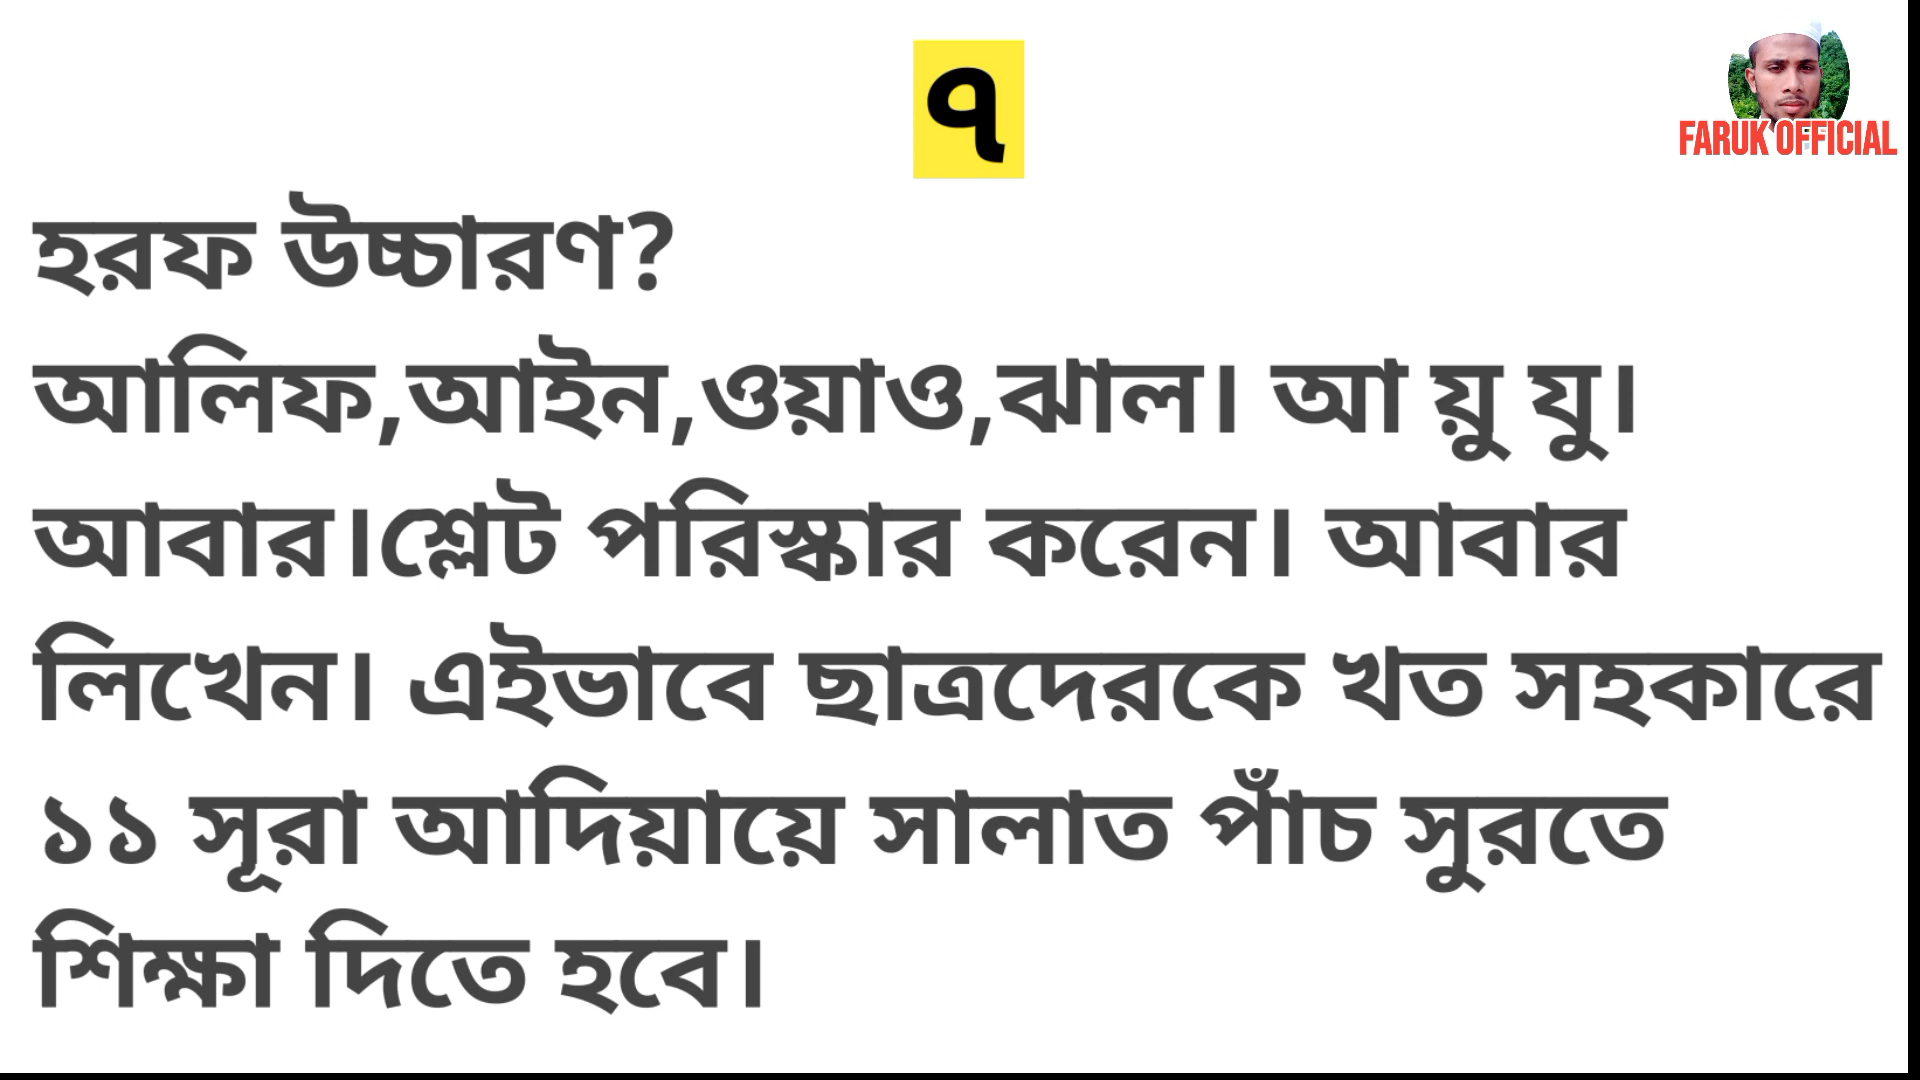 ৭
FARUK OFFICIAL
হরফ উচ্চারণ?
আলিফ,আইন,ওয়াও,ঝাল। আ য়ু যু।
আবার।শ্লেট পরিস্কার করেন। আবার
লিখেন। এইভাবে ছাত্রদেরকে খত সহকারে
১১ সূরা আদিয়ায়ে সালাত পাঁচ সুরতে
শিক্ষা দিতে হবে।